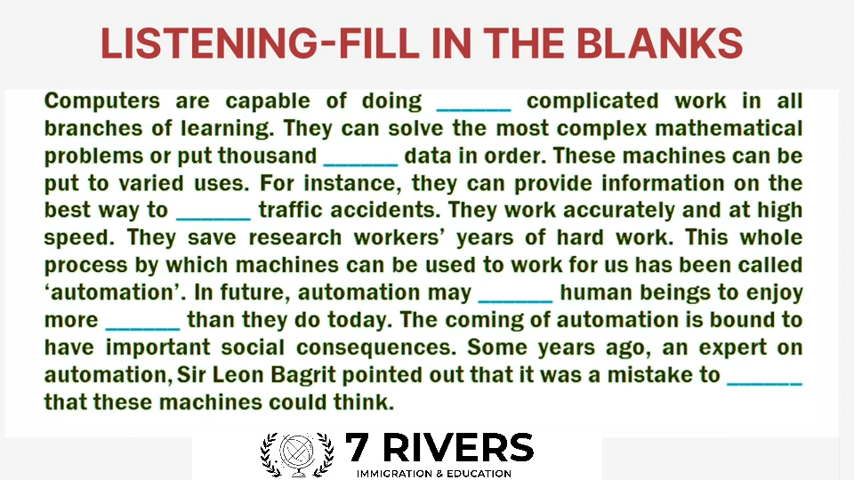 LISTENING-FILL IN THE BLANKS
Computers are capable of doing ______ complicated work in all
branches of learning. They can solve the most complex mathematical
problems or put thousand ______ data in order. These machines can be
put to varied uses. For instance, they can provide information on the
best way to ______ traffic accidents. They work accurately and at high
speed. They save research workers’ years of hard work. This whole
process by which machines can be used to work for us has been called
‘automation’. In future, automation may ______ human beings to enjoy
more ______ than they do today. The coming of automation is bound to
have important social consequences. Some years ago, an expert on
automation, Sir Leon Bagrit pointed out that it was a mistake to ______
that these machines could think.
7 RIVERS
IMMIGRATION & EDUCATION